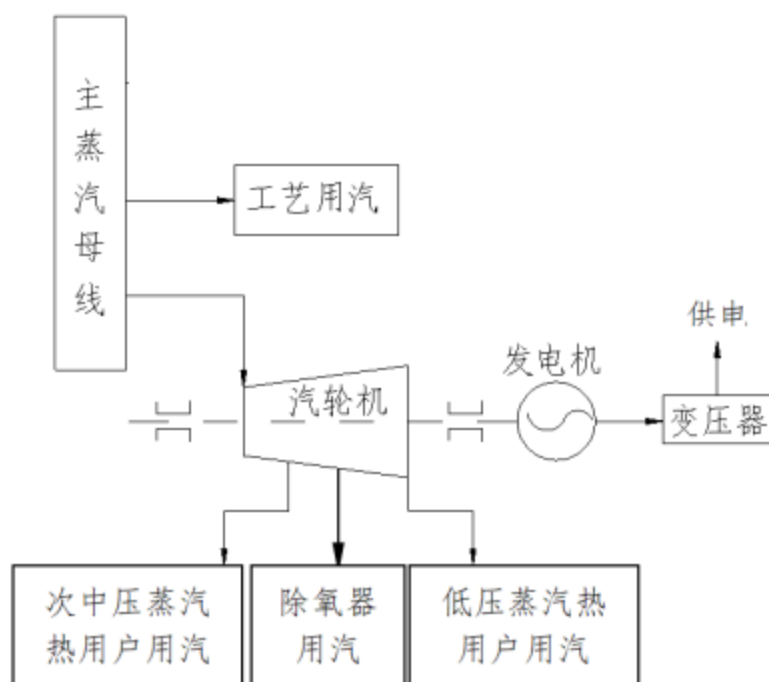 主蒸汽母线
工艺用汽
供电
发电机
汽轮机
变压器
次中压蒸汽
热用户用汽
除氧器
用汽
低压蒸汽热
用户用汽